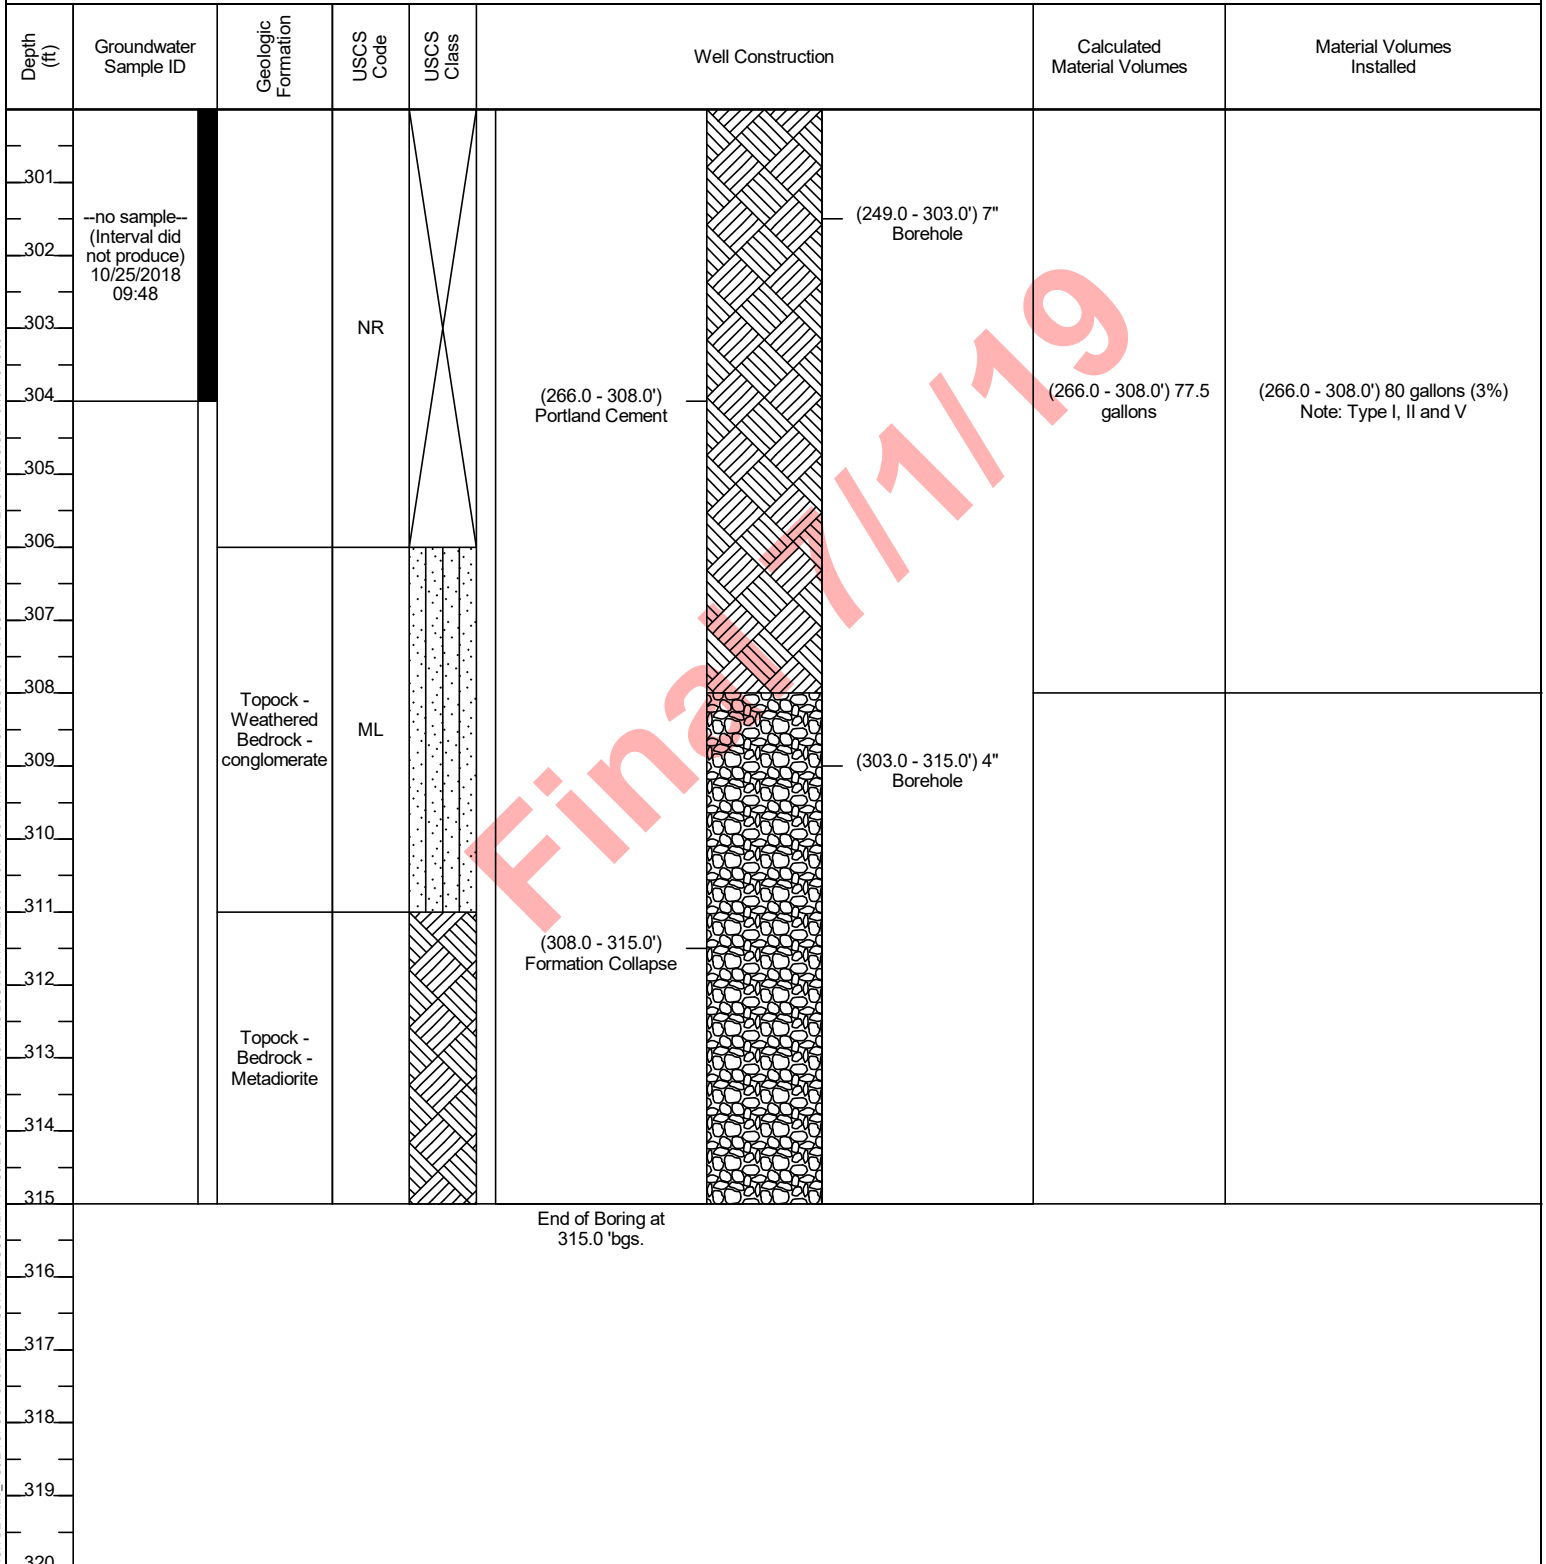 Depth
(ft)
Groundwater
Sample ID
Geologic
Formation
USCS
Code
USCS
Class
Well Construction
Calculated
Material Volumes
Material Volumes
Installed
301
302
303
304
305
306
307
308
309
310
311
312
313
314
315
316
317
318
319
320
--no sample--
(Interval did
not produce)
10/25/2018
09:48
NR
Topock -
Weathered
Bedrock -
conglomerate
ML
Topock -
Bedrock -
Metadiorite
(249.0 - 303.0') 7"
Borehole
(266.0 - 308.0')
Portland Cement
(303.0 - 315.0') 4"
Borehole
(308.0 - 315.0')
Formation Collapse
End of Boring at
315.0 'bgs.
(266.0 - 308.0') 77.5
gallons
(266.0 - 308.0') 80 gallons (3%)
Note: Type I, II and V
Final 7/1/19